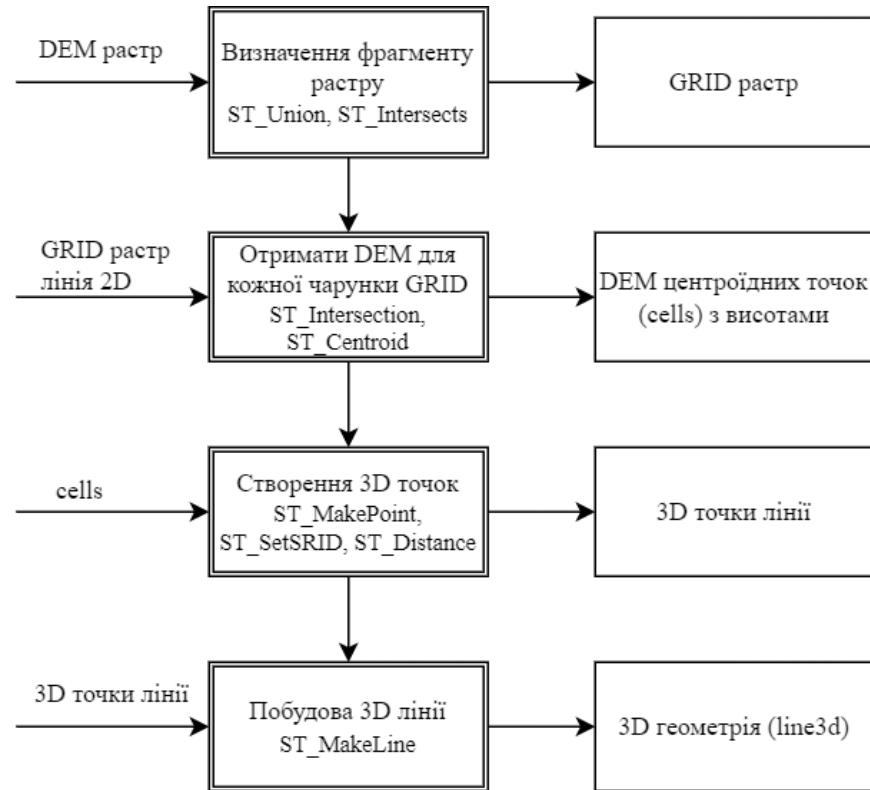 DEM растр
Визначення фрагменту
растру
ST_Union, ST_Intersects
GRID растр
GRID растр
лінія 2D
Отримати DEM для
кожної чарунки GRID
ST_Intersection,
ST_Centroid
DEM центроїдних точок
(cells) з висотами
cells
Створення 3D точок
ST_MakePoint,
ST_SetSRID, ST_Distance
3D точки лінії
3D точки лінії
Побудова 3D лінії
ST_MakeLine
3D геометрія (line3d)